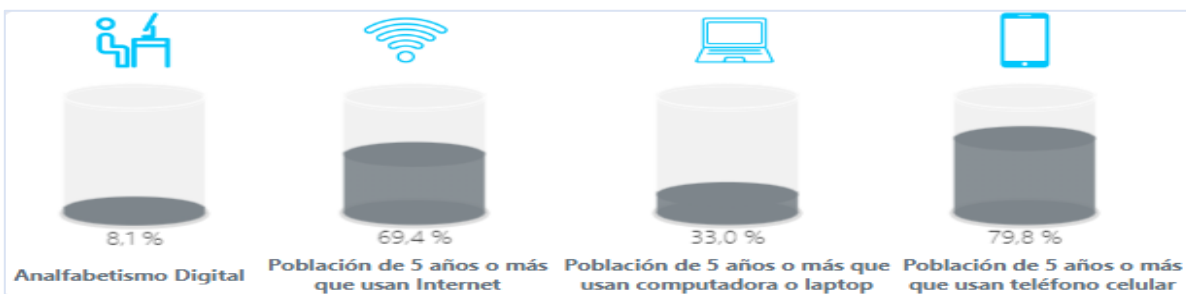 8,1 %
Analfabetismo Digital
69,4 %
Población de 5 años o más
que usan Internet
33,0 %
Población de 5 años o más que
usan computadora o laptop
79,8 %
Población de 5 años o más
que usan teléfono celular